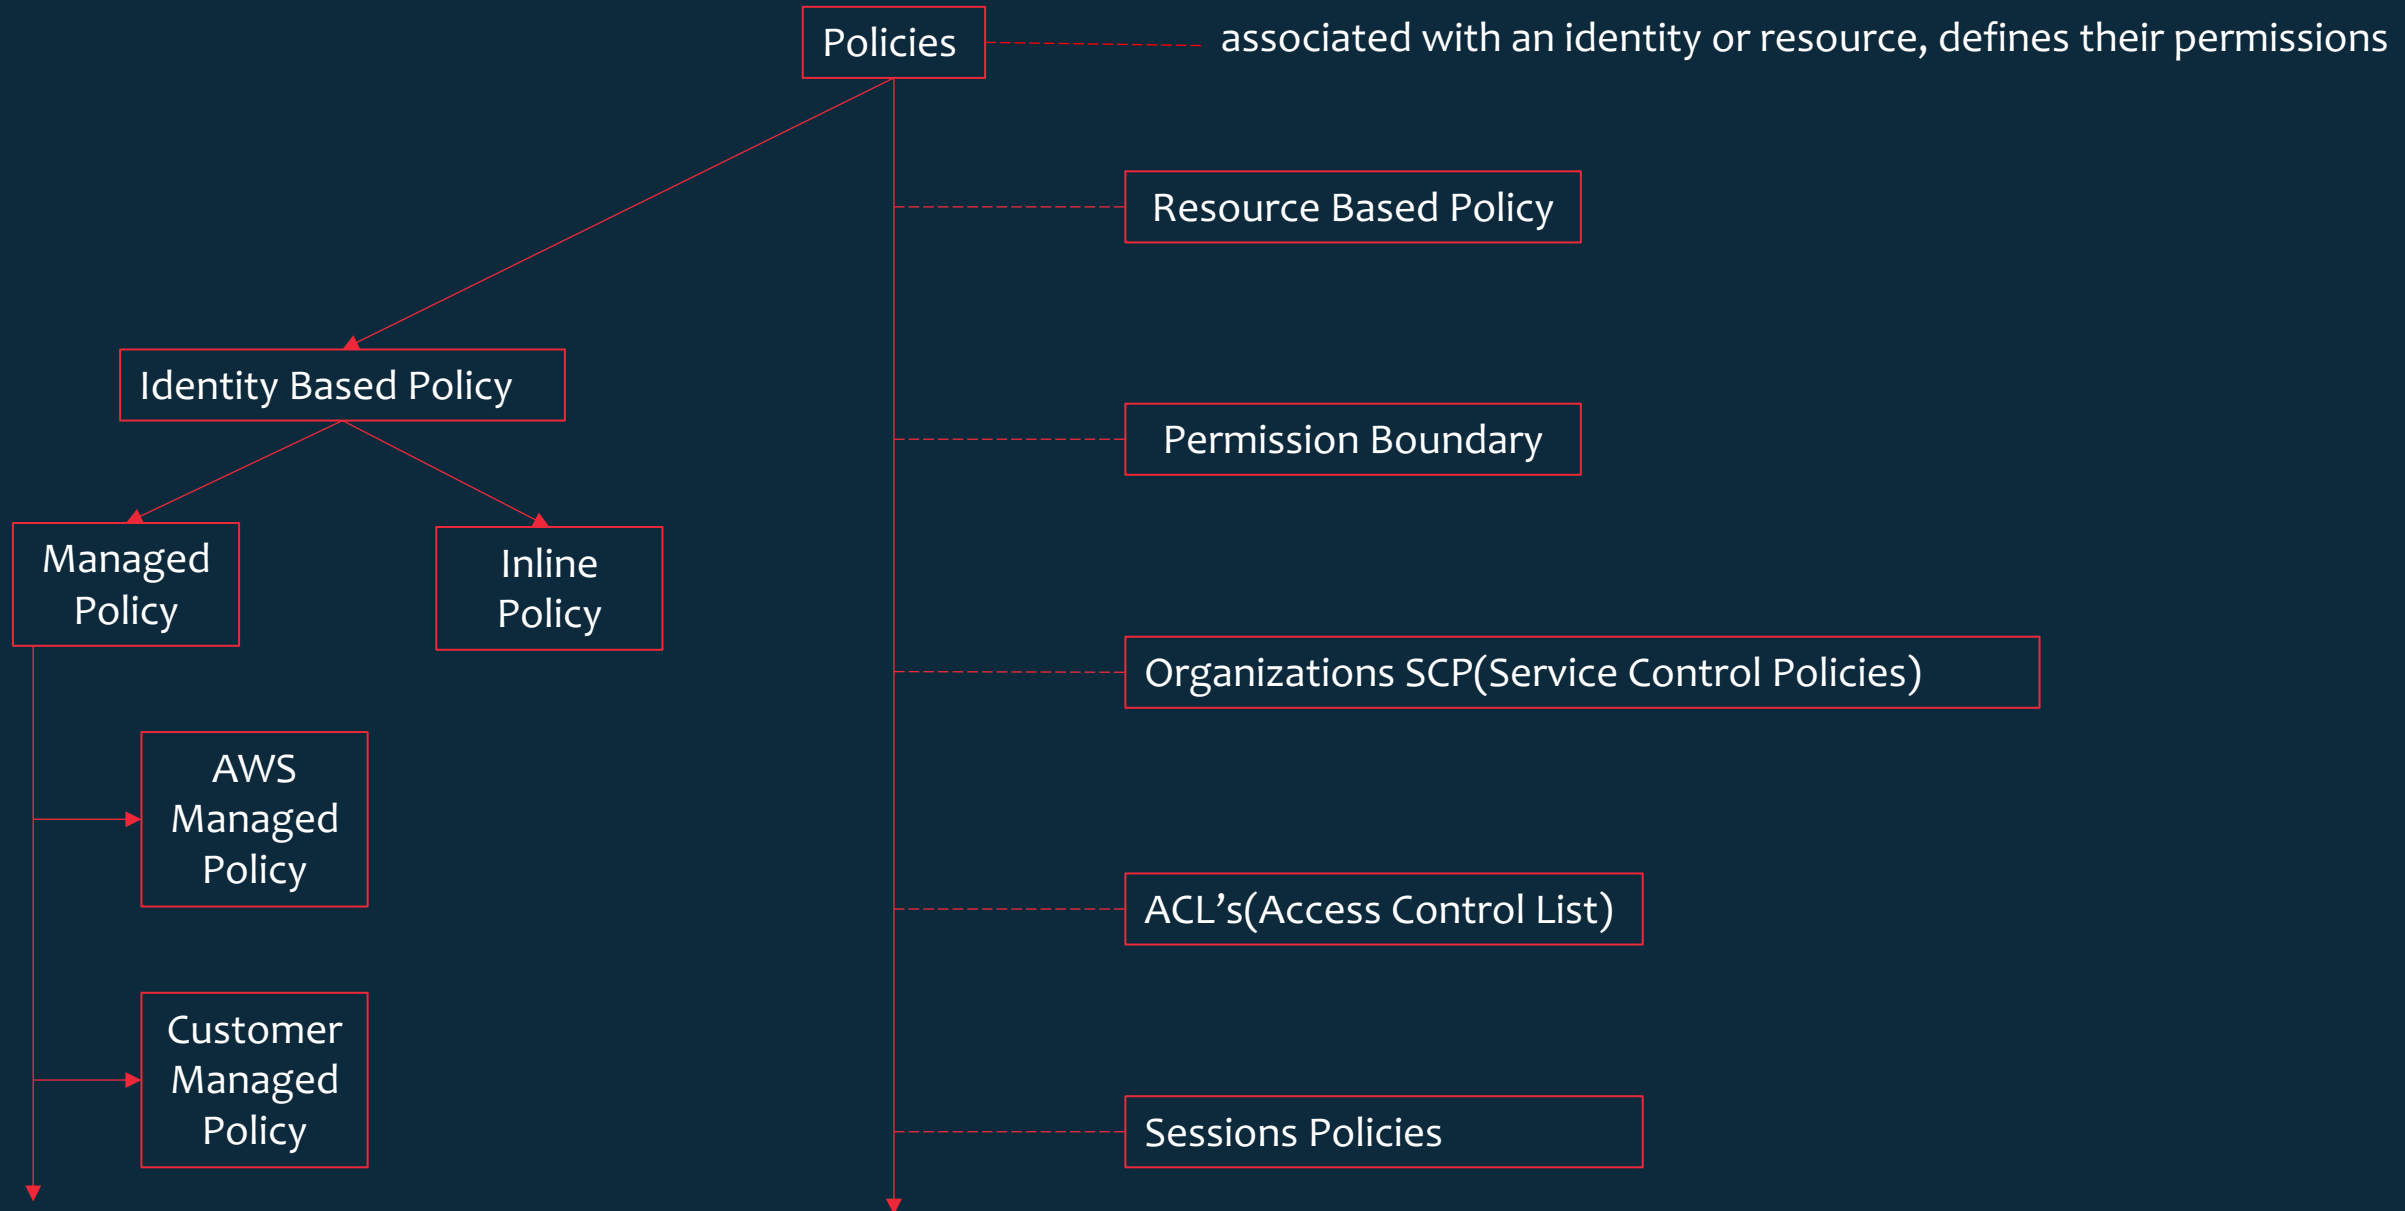 Policies
associated with an identity or resource, defines their permissions
Resource Based Policy
Identity Based Policy
Permission Boundary
Managed
Policy
Inline
Policy
Organizations SCP(Service Control Policies)
AWS
Managed
Policy
ACL’s(Access Control List)
Customer
Managed
Policy
Sessions Policies